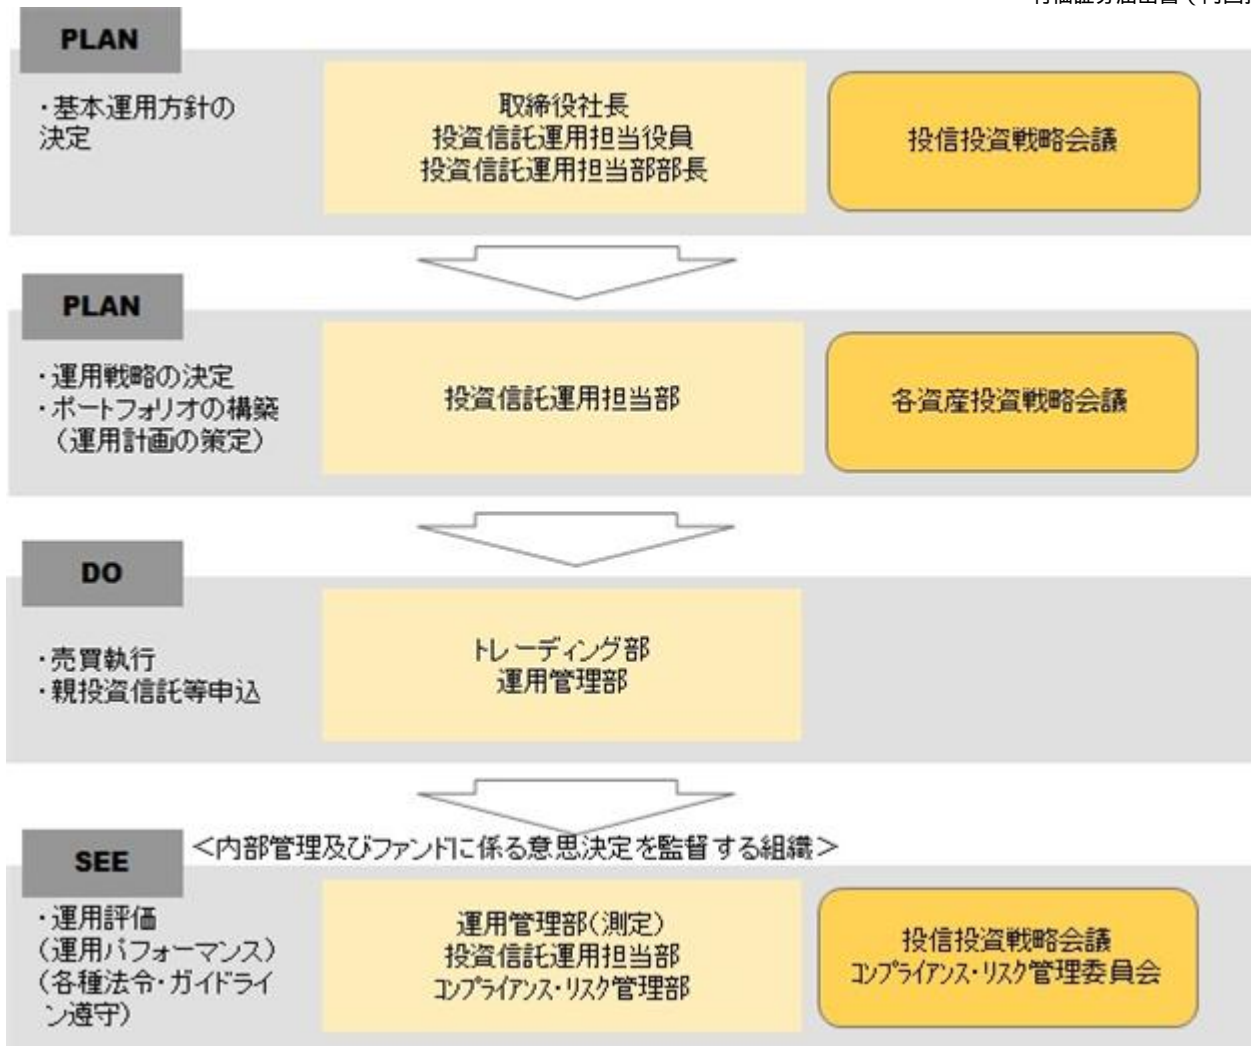 PLAN
・基本運用方針の
決定
取締役社長
投資信託運用担当役員
投資信託運用担当部部長
投信投資戦略会議
PLAN
・運用戦略の決定
・ポートフォリオの構築
（運用計画の策定）
投資信託運用担当部
各資産投資戦略会議
DO
・売買執行
・親投資信託等申込
トレーディング部
運用管理部
SEE
＜内部管理及びファンドに係る意思決定を監督する組織＞
・運用評価
(運用パフォーマンス)
(各種法令・ガイドライ
ン遵守)
運用管理部(測定)
投資信託運用担当部
コンプライアンス・リスク管理部
投信投資戦略会議
コンプライアンス・リスク管理委員会